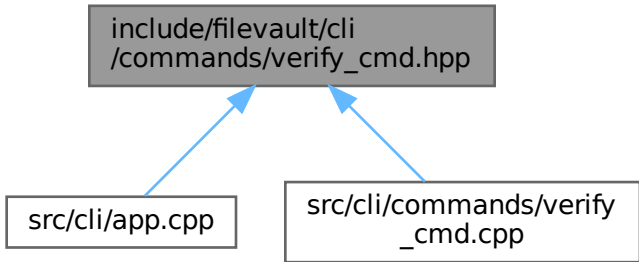 include/filevault/cli
/commands/verify_cmd.hpp
src/cli/app.cpp
src/cli/commands/verify
_cmd.cpp